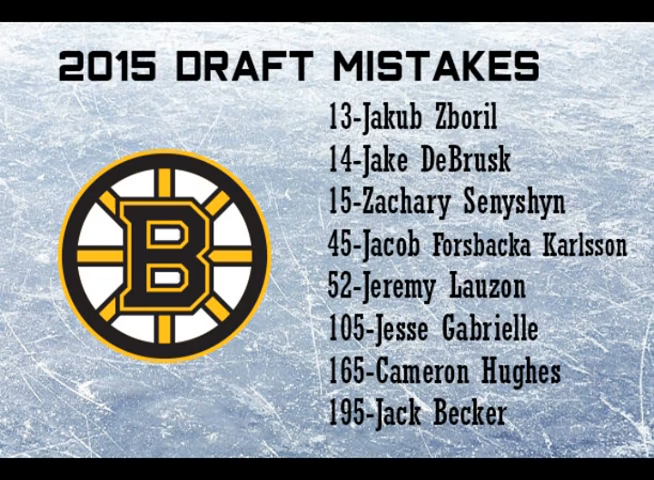 2015 DRAFT MISTAKES
13-Jakub Zboril
14-Jake DeBrusk
15-Zachary Senyshyn
45-Jacob Forsbacka Karlsson
52-Jeremy Lauzon
105-Jesse Gabrielle
165-Cameron Hughes
195-Jack Becker
B